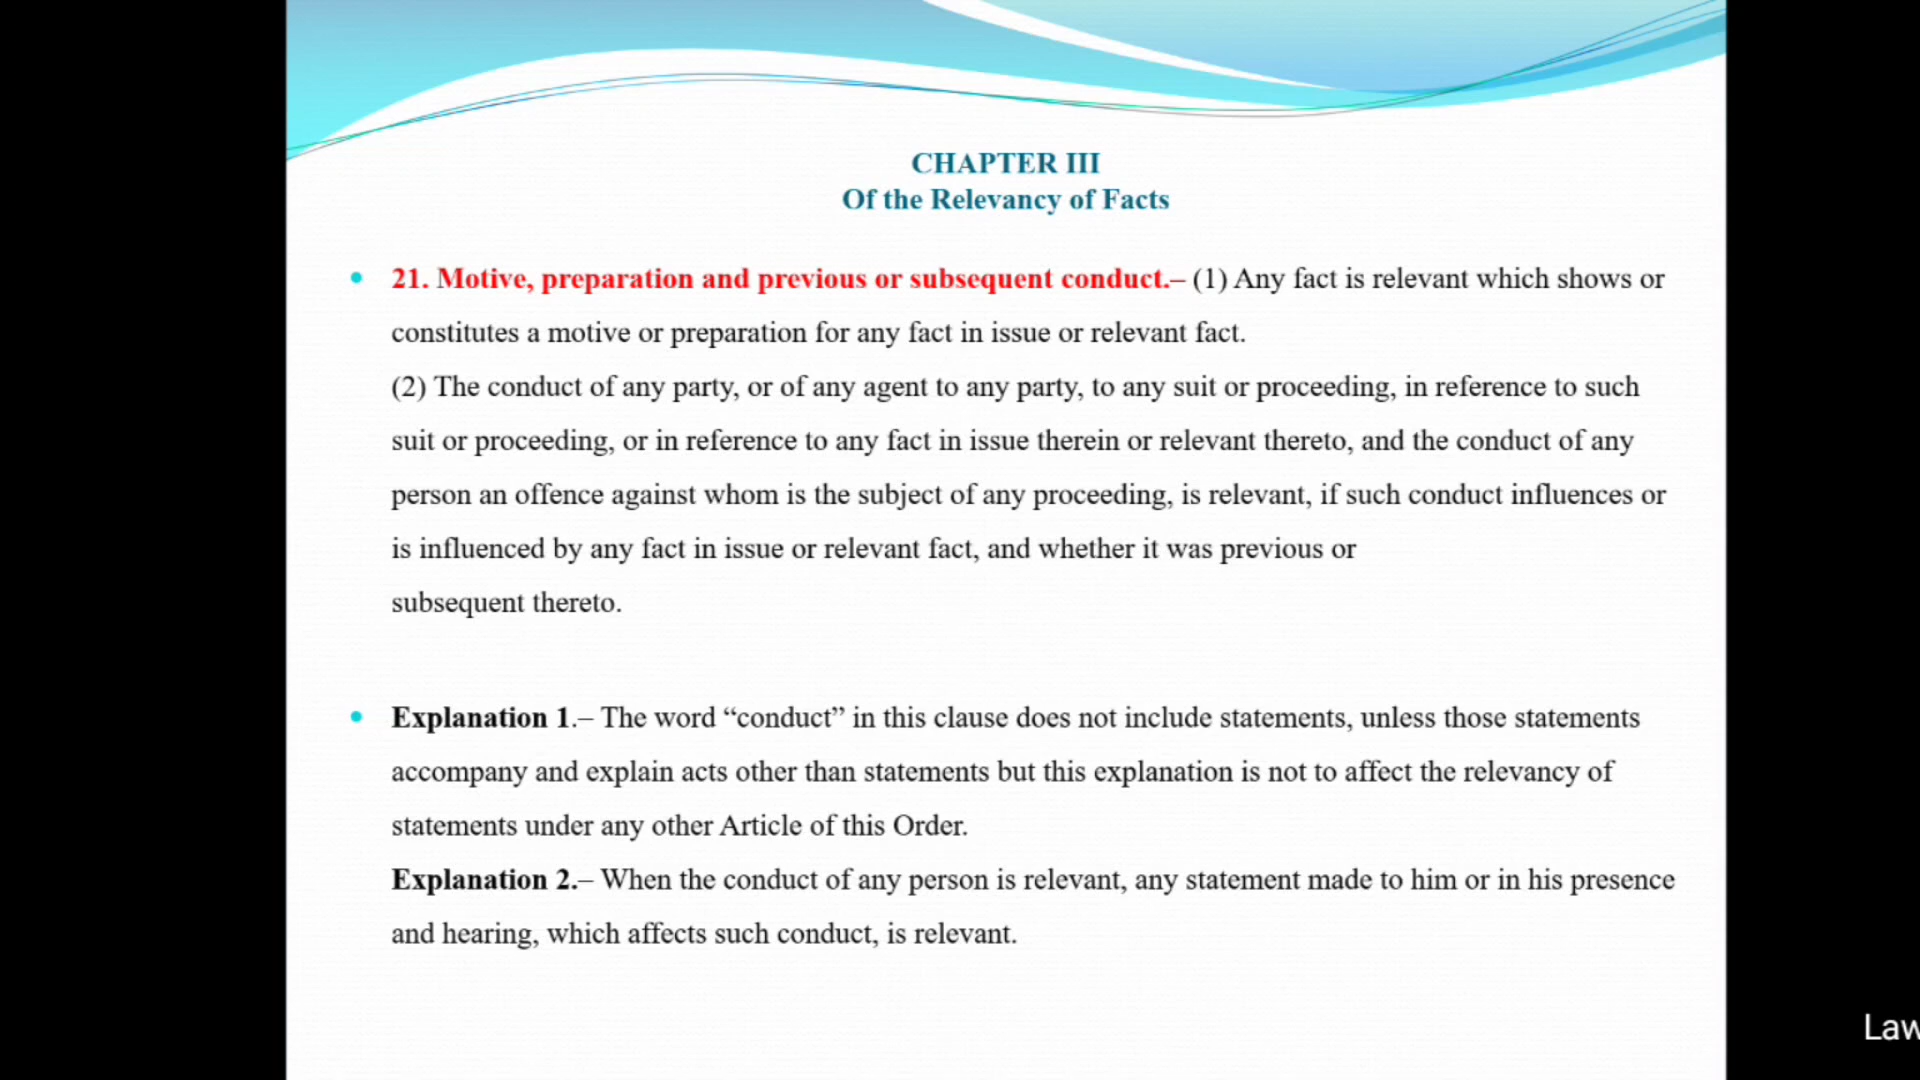 CHAPTER III
Of the Relevancy of Facts
• 21. Motive, preparation and previous or subsequent conduct.– (1) Any fact is relevant which shows or
constitutes a motive or preparation for any fact in issue or relevant fact.
(2) The conduct of any party, or of any agent to any party, to any suit or proceeding, in reference to such
suit or proceeding, or in reference to any fact in issue therein or relevant thereto, and the conduct of any
person an offence against whom is the subject of any proceeding, is relevant, if such conduct influences or
is influenced by any fact in issue or relevant fact, and whether it was previous or
subsequent thereto.
• Explanation 1.– The word “conduct” in this clause does not include statements, unless those statements
accompany and explain acts other than statements but this explanation is not to affect the relevancy of
statements under any other Article of this Order.
Explanation 2.– When the conduct of any person is relevant, any statement made to him or in his presence
and hearing, which affects such conduct, is relevant.
Law